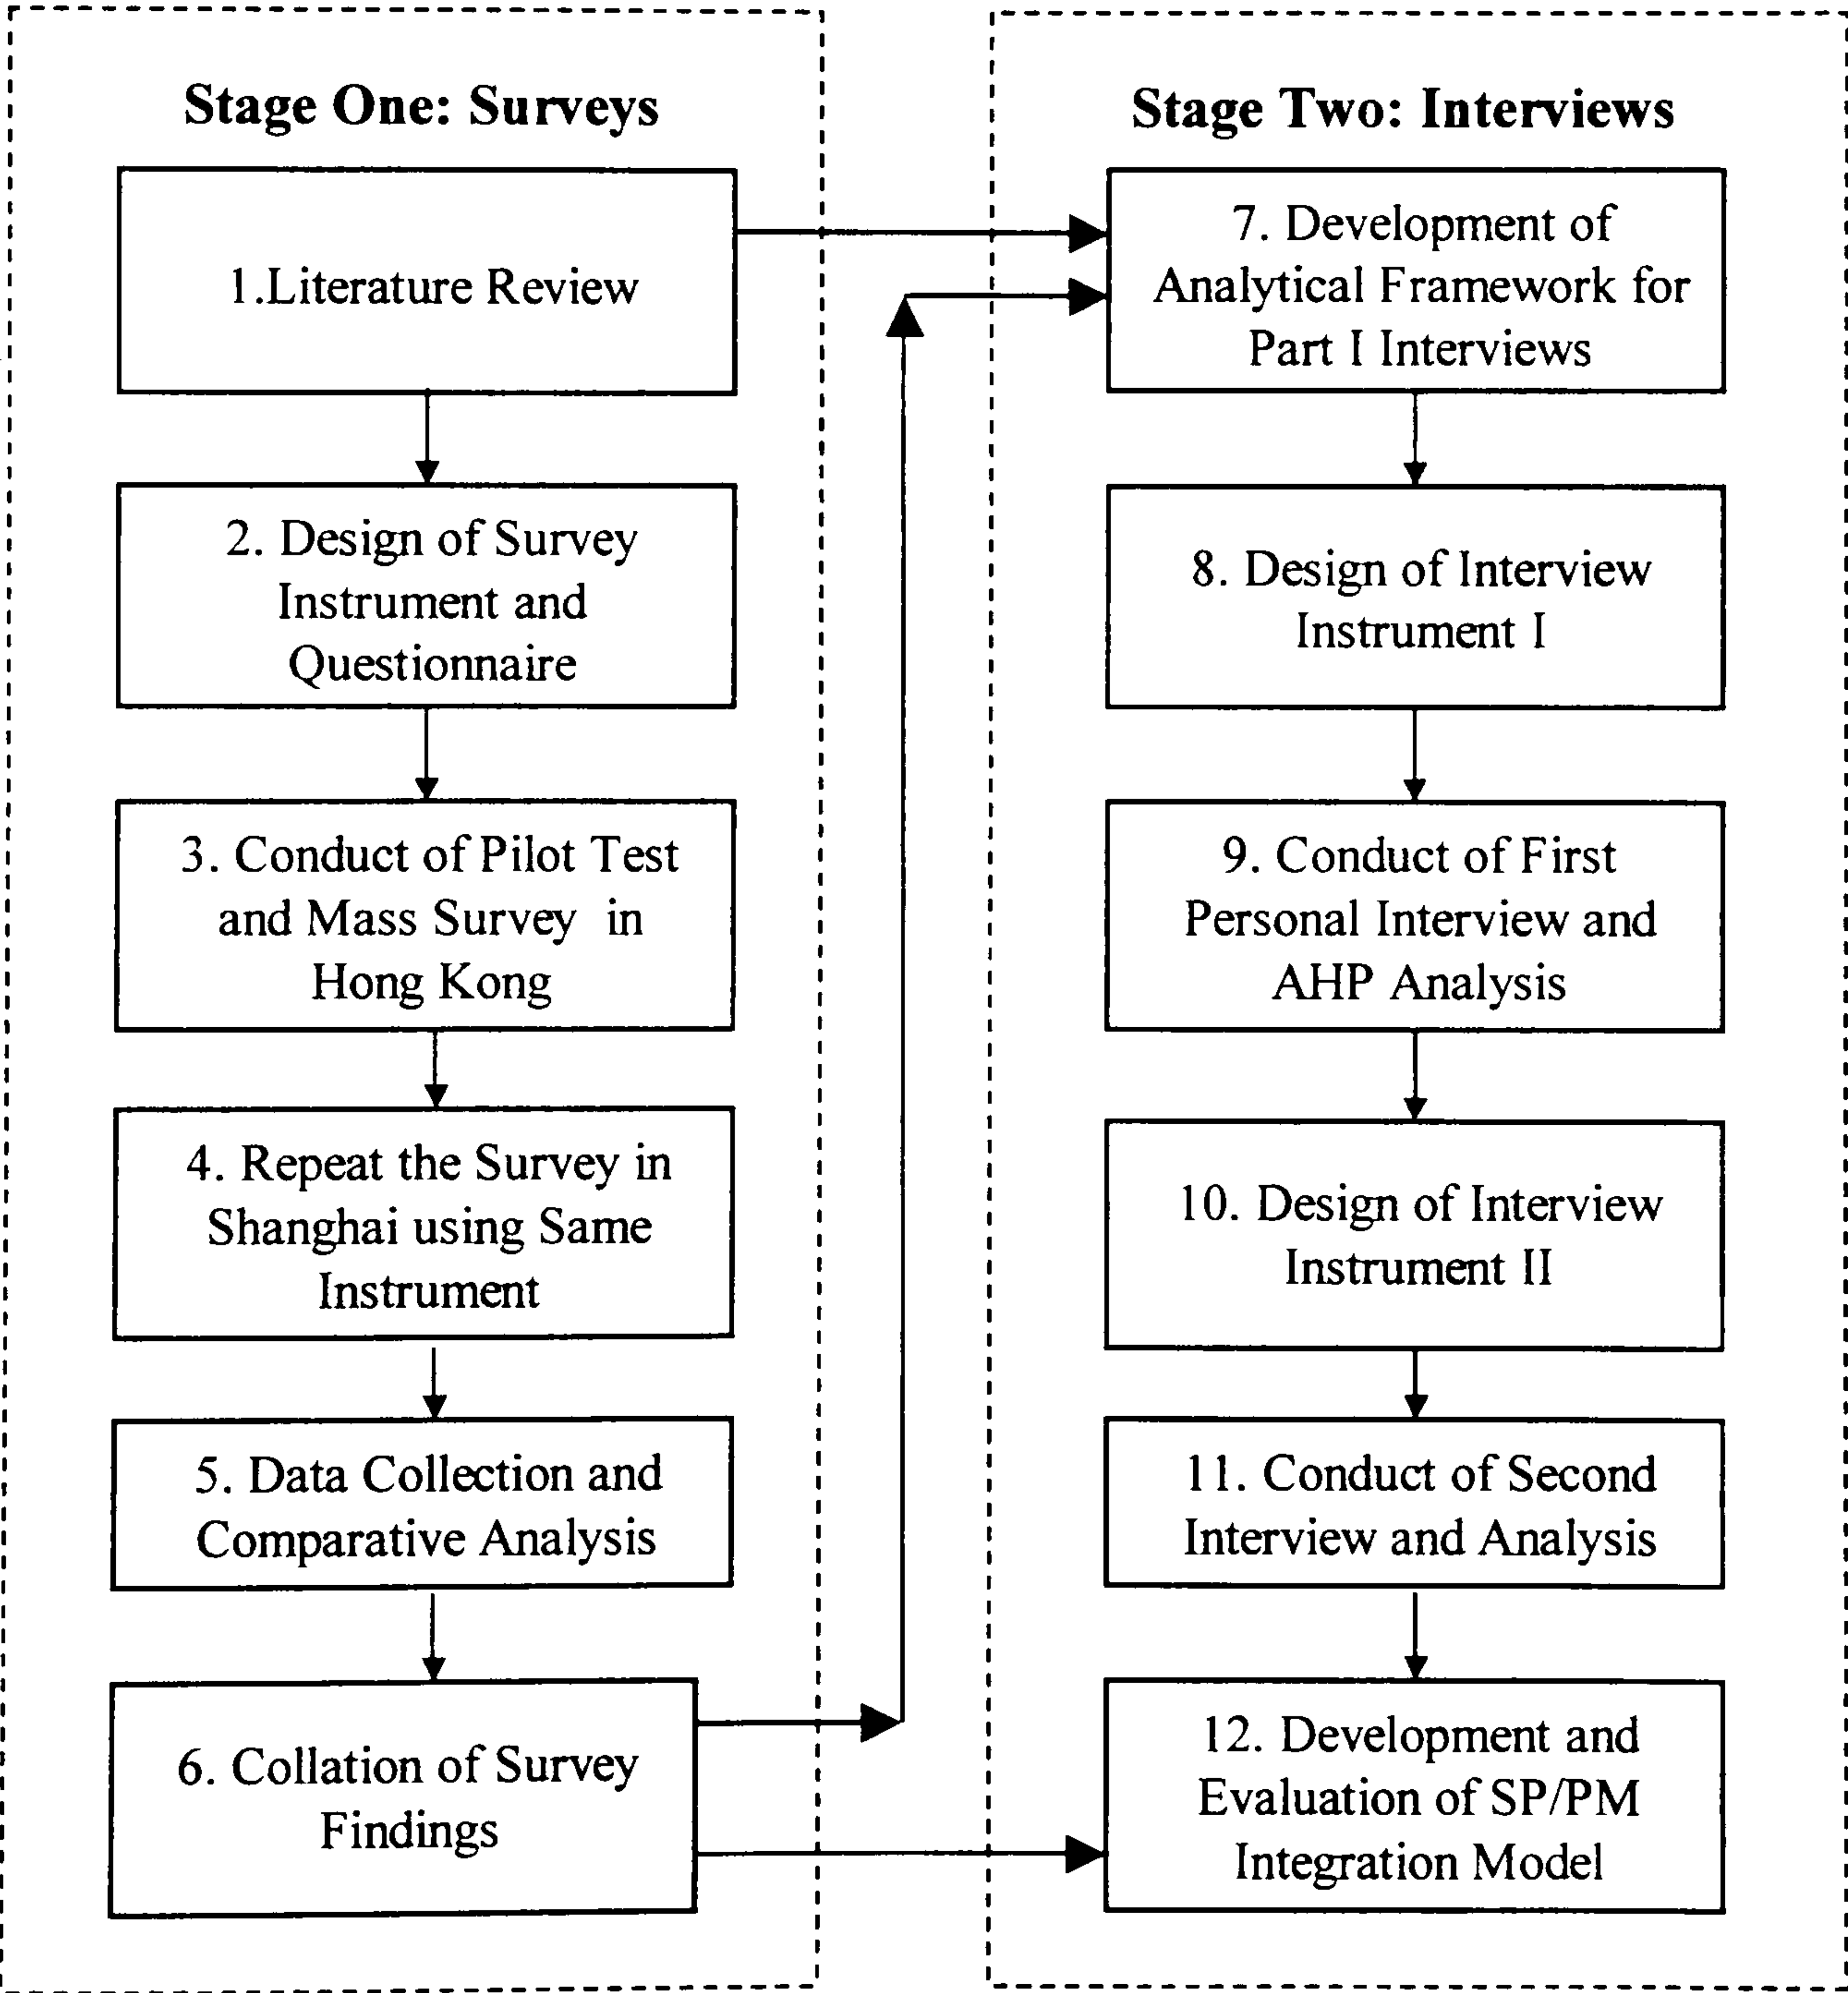 Stage One: Surveys
1.Literature Review
2. Design of Survey
Instrument and
Questionnaire
3. Conduct of Pilot Test
and Mass Survey in
Hong Kong
4. Repeat the Survey in
Shanghai using Same
Instrument
5. Data Collection and
Comparative Analysis
6. Collation of Survey
Findings
Stage Two: Interviews
7. Development of
Analytical Framework for
Part I Interviews
8. Design of Interview
Instrument I
9. Conduct of First
Personal Interview and
AHP Analysis
10. Design of Interview
Instrument II
11. Conduct of Second
Interview and Analysis
12. Development and
Evaluation of SP/PM
Integration Model